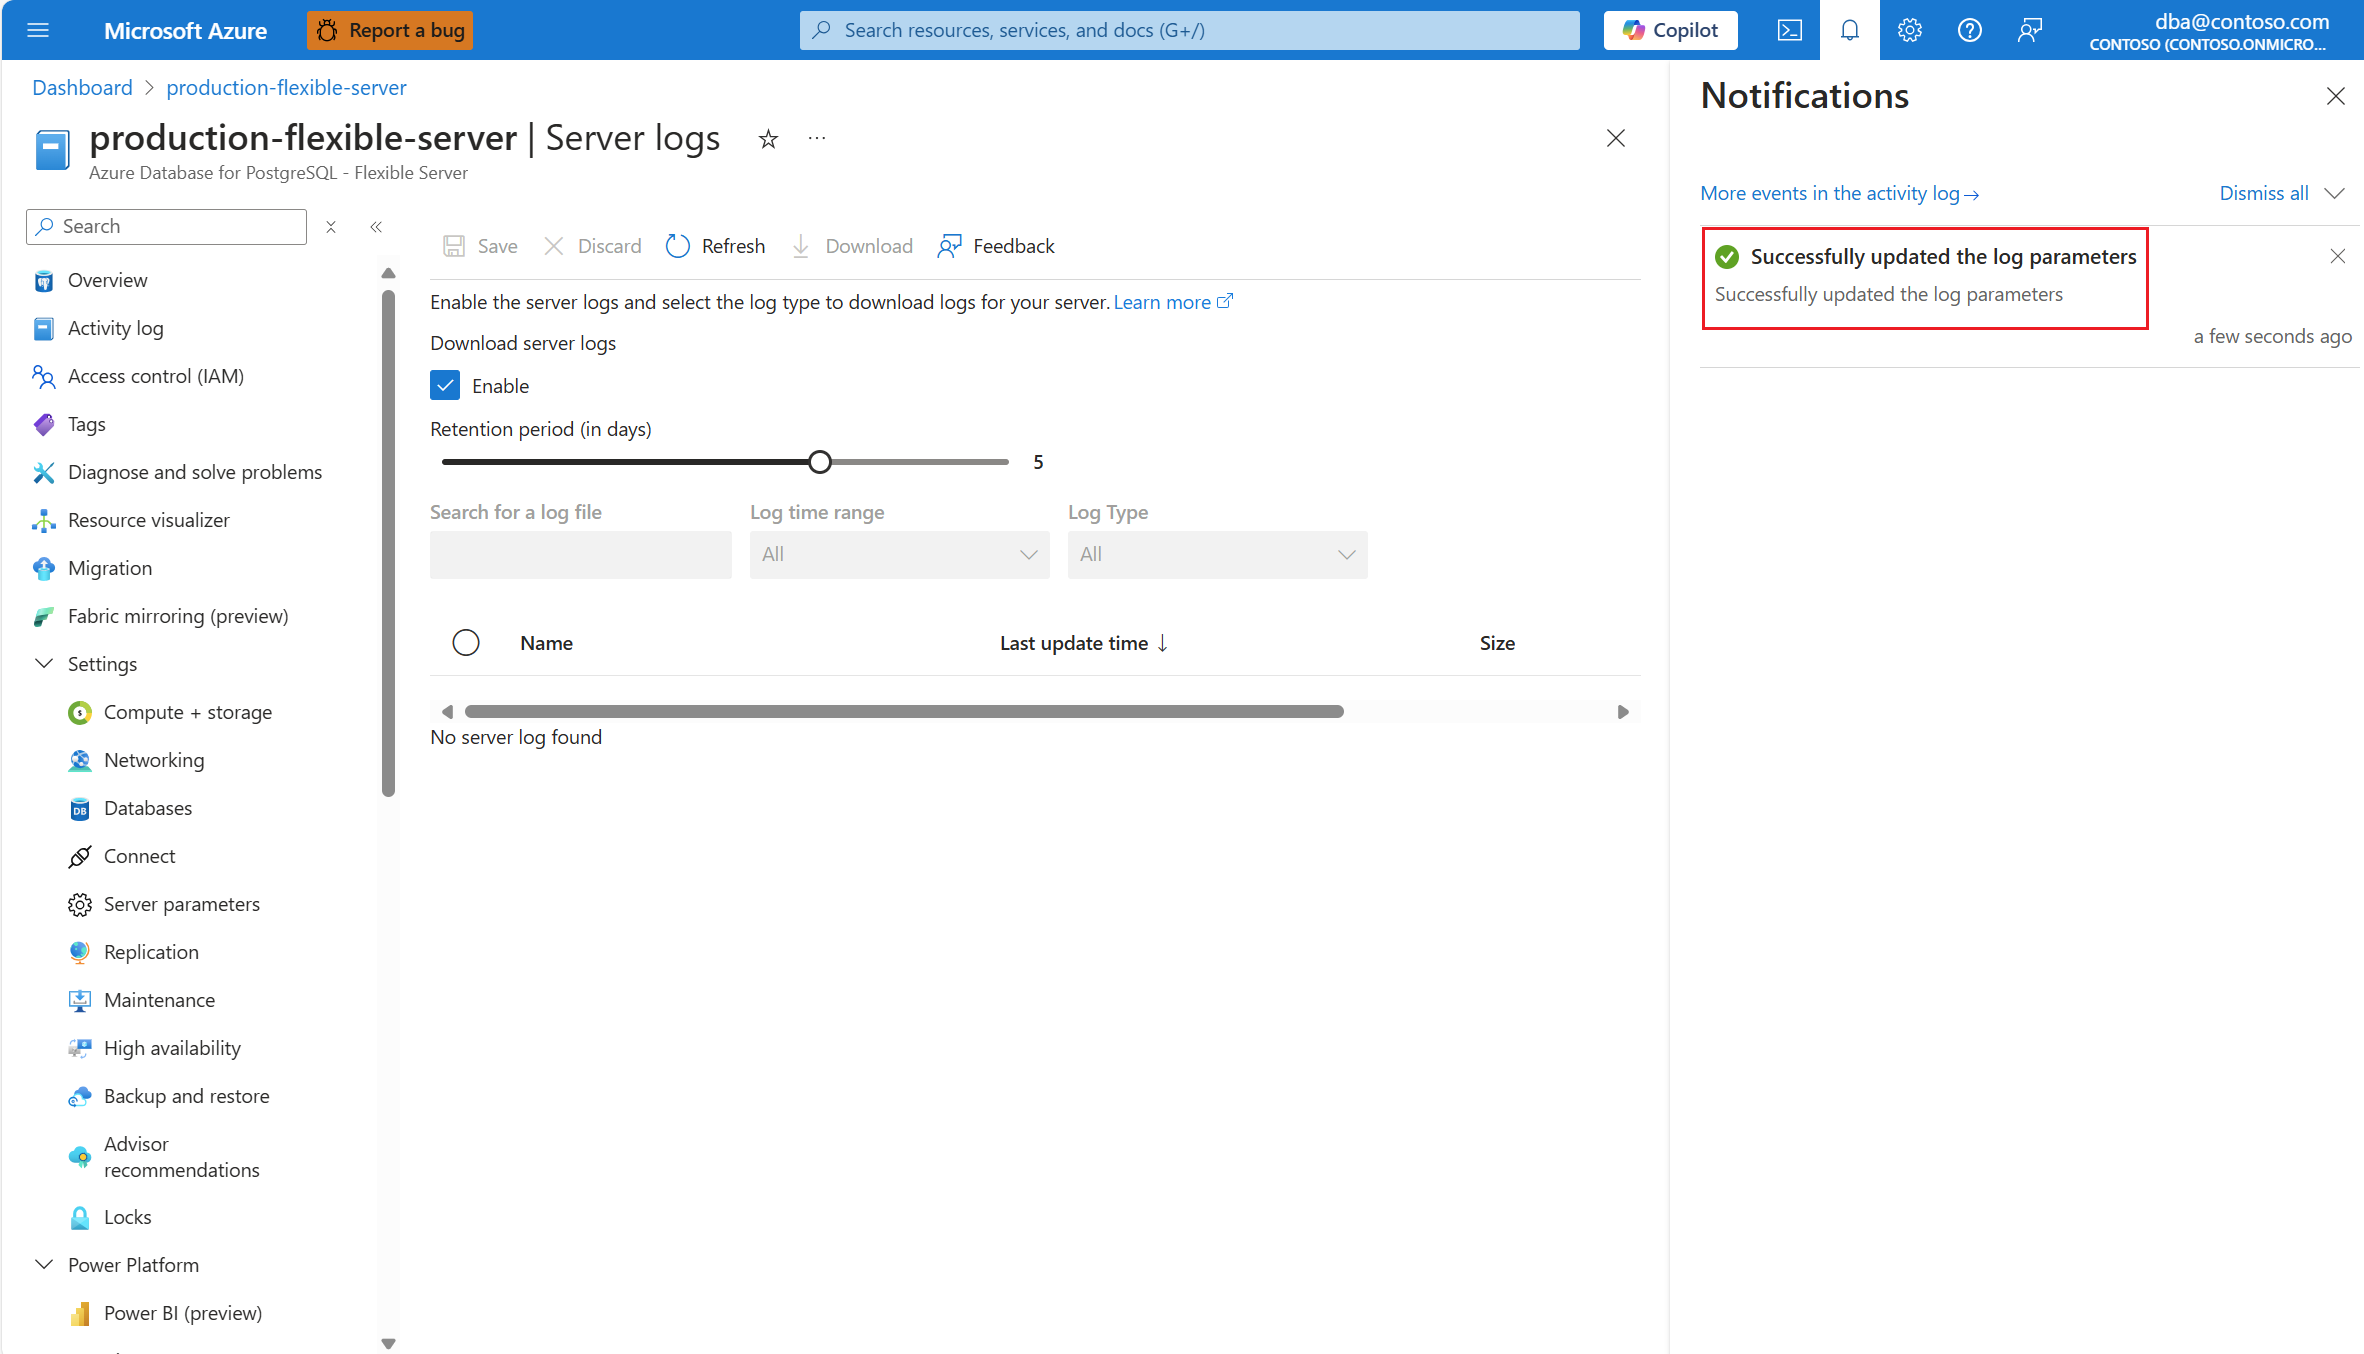 Microsoft Azure
Report a bug
Search resources, services, and docs (G+/)
Copilot
dba@contoso.com
CONTOSO (CONTOSO.ONMICRO...
Dashboard > production-flexible-server
production-flexible-server | Server logs
Azure Database for PostgreSQL - Flexible Server
Search
Overview
Activity log
Access control (IAM)
Tags
Diagnose and solve problems
Resource visualizer
Migration
Fabric mirroring (preview)
Settings
Compute + storage
Networking
Databases
Connect
Server parameters
Replication
Maintenance
High availability
Backup and restore
Advisor
recommendations
Locks
Power Platform
Power BI (preview)
Save
Discard
Refresh
Download
Feedback
Enable the server logs and select the log type to download logs for your server. Learn more
Download server logs
Enable
Retention period (in days)
5
Search for a log file
Log time range
Log Type
All
All
Name
Last update time ↓
Size
No server log found
Notifications
More events in the activity log →
Dismiss all
Successfully updated the log parameters
Successfully updated the log parameters
a few seconds ago